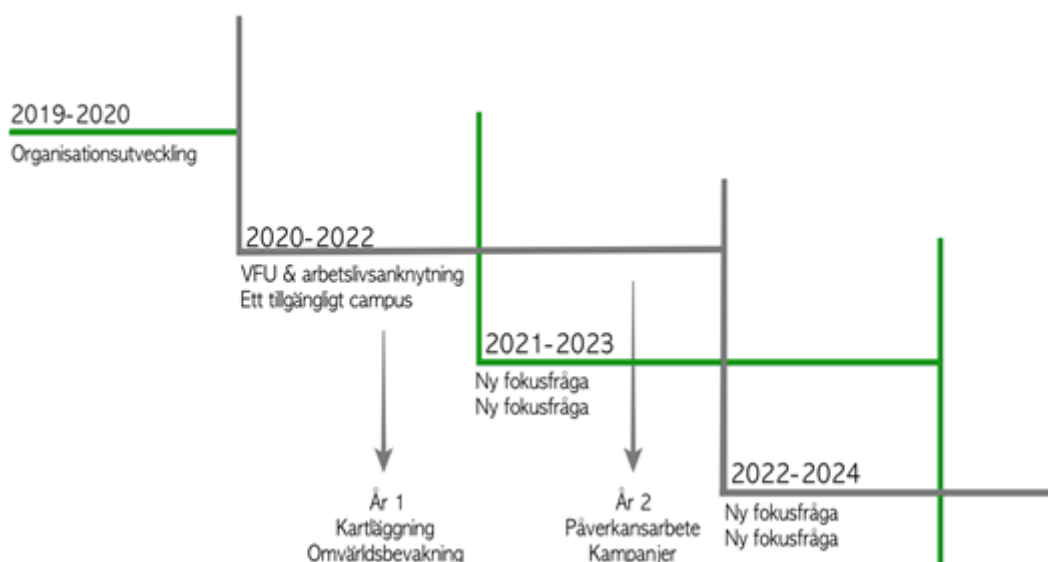 2019-2020
Organisationsutveckling
2020-2022
VFU & arbetslivsanknytning
Ett tillgängligt campus
2021-2023
Ny fokusfråga
Ny fokusfråga
År 1
Kartläggning
Omvärldsbevakning
År 2
Påverkansarbete
Kampanjer
2022-2024
Ny fokusfråga
Ny fokusfråga